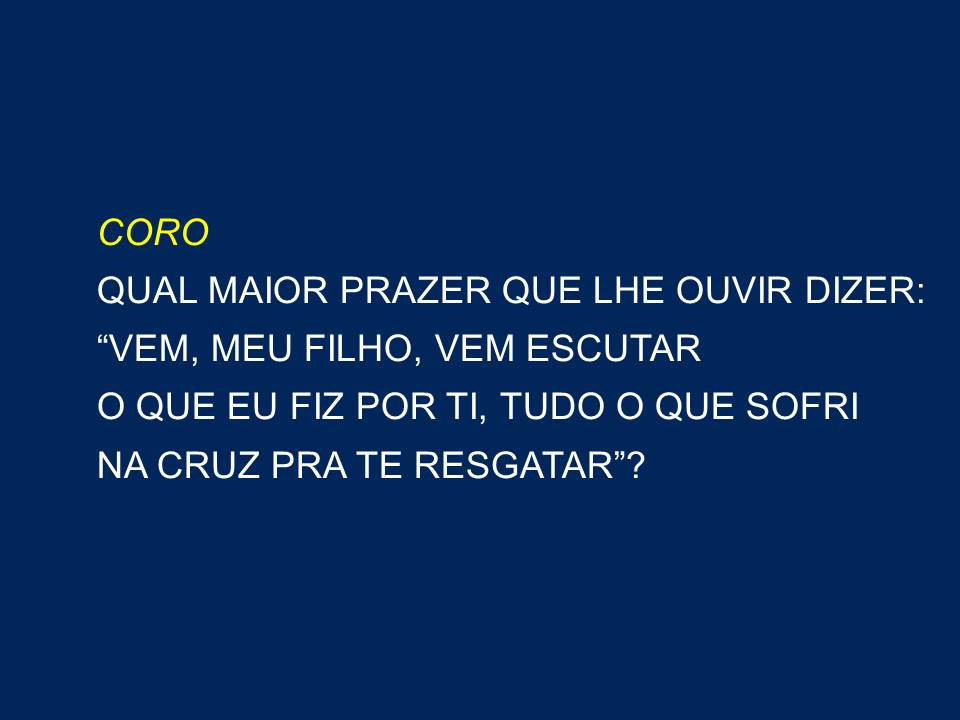 CORO
QUAL MAIOR PRAZER QUE LHE OUVIR DIZER:
“VEM, MEU FILHO, VEM ESCUTAR
O QUE EU FIZ POR TI, TUDO O QUE SOFRI
NA CRUZ PRA TE RESGATAR”?